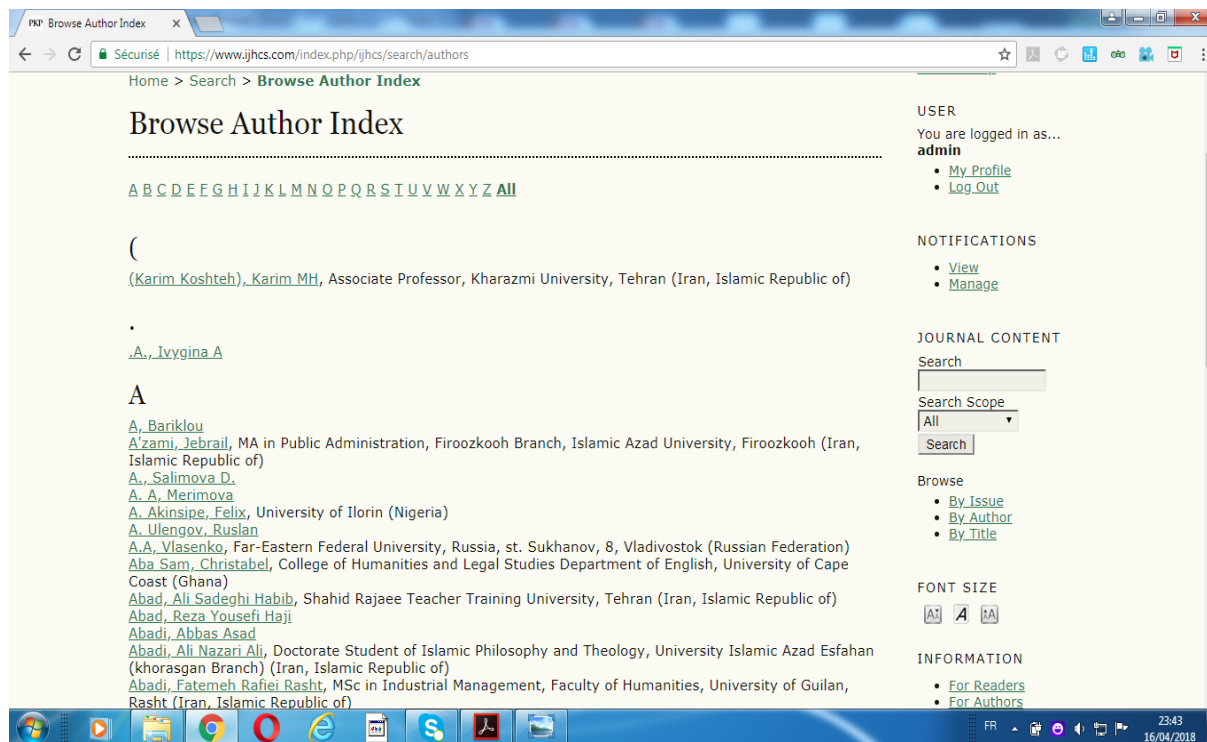 PKP Browse Author Index
Sécurisé | https://www.ijhcs.com/index.php/ijhcs/search/authors
Home > Search > Browse Author Index
Browse Author Index
A B C D E F G H I J K L M N O P Q R S T U V W X Y Z All
(
(Karim Koshteh), Karim MH, Associate Professor, Kharazmi University, Tehran (Iran, Islamic Republic of)
.
.A., Ivygina A
A
A, Bariklou
A'zami, Jebrail, MA in Public Administration, Firoozkooh Branch, Islamic Azad University, Firoozkooh (Iran,
Islamic Republic of)
A., Salimova D.
A. A, Merimova
A. Akinsipe, Felix, University of Ilorin (Nigeria)
A. Ulengov, Ruslan
A.A, Vlasenko, Far-Eastern Federal University, Russia, st. Sukhanov, 8, Vladivostok (Russian Federation)
Aba Sam, Christabel, College of Humanities and Legal Studies Department of English, University of Cape
Coast (Ghana)
Abad, Ali Sadeghi Habib, Shahid Rajaee Teacher Training University, Tehran (Iran, Islamic Republic of)
Abad, Reza Yousefi Haji
Abadi, Abbas Asad
Abadi, Ali Nazari Ali, Doctorate Student of Islamic Philosophy and Theology, University Islamic Azad Esfahan
(khorasgan Branch) (Iran, Islamic Republic of)
Abadi, Fatemeh Rafiei Rasht, MSc in Industrial Management, Faculty of Humanities, University of Guilan,
Rasht (Iran, Islamic Republic of)
USER
You are logged in as...
admin
My Profile
Log Out
NOTIFICATIONS
View
Manage
JOURNAL CONTENT
Search
Search Scope
All
Search
Browse
By Issue
By Author
By Title
FONT SIZE
INFORMATION
For Readers
For Authors
FR
23:43
16/04/2018